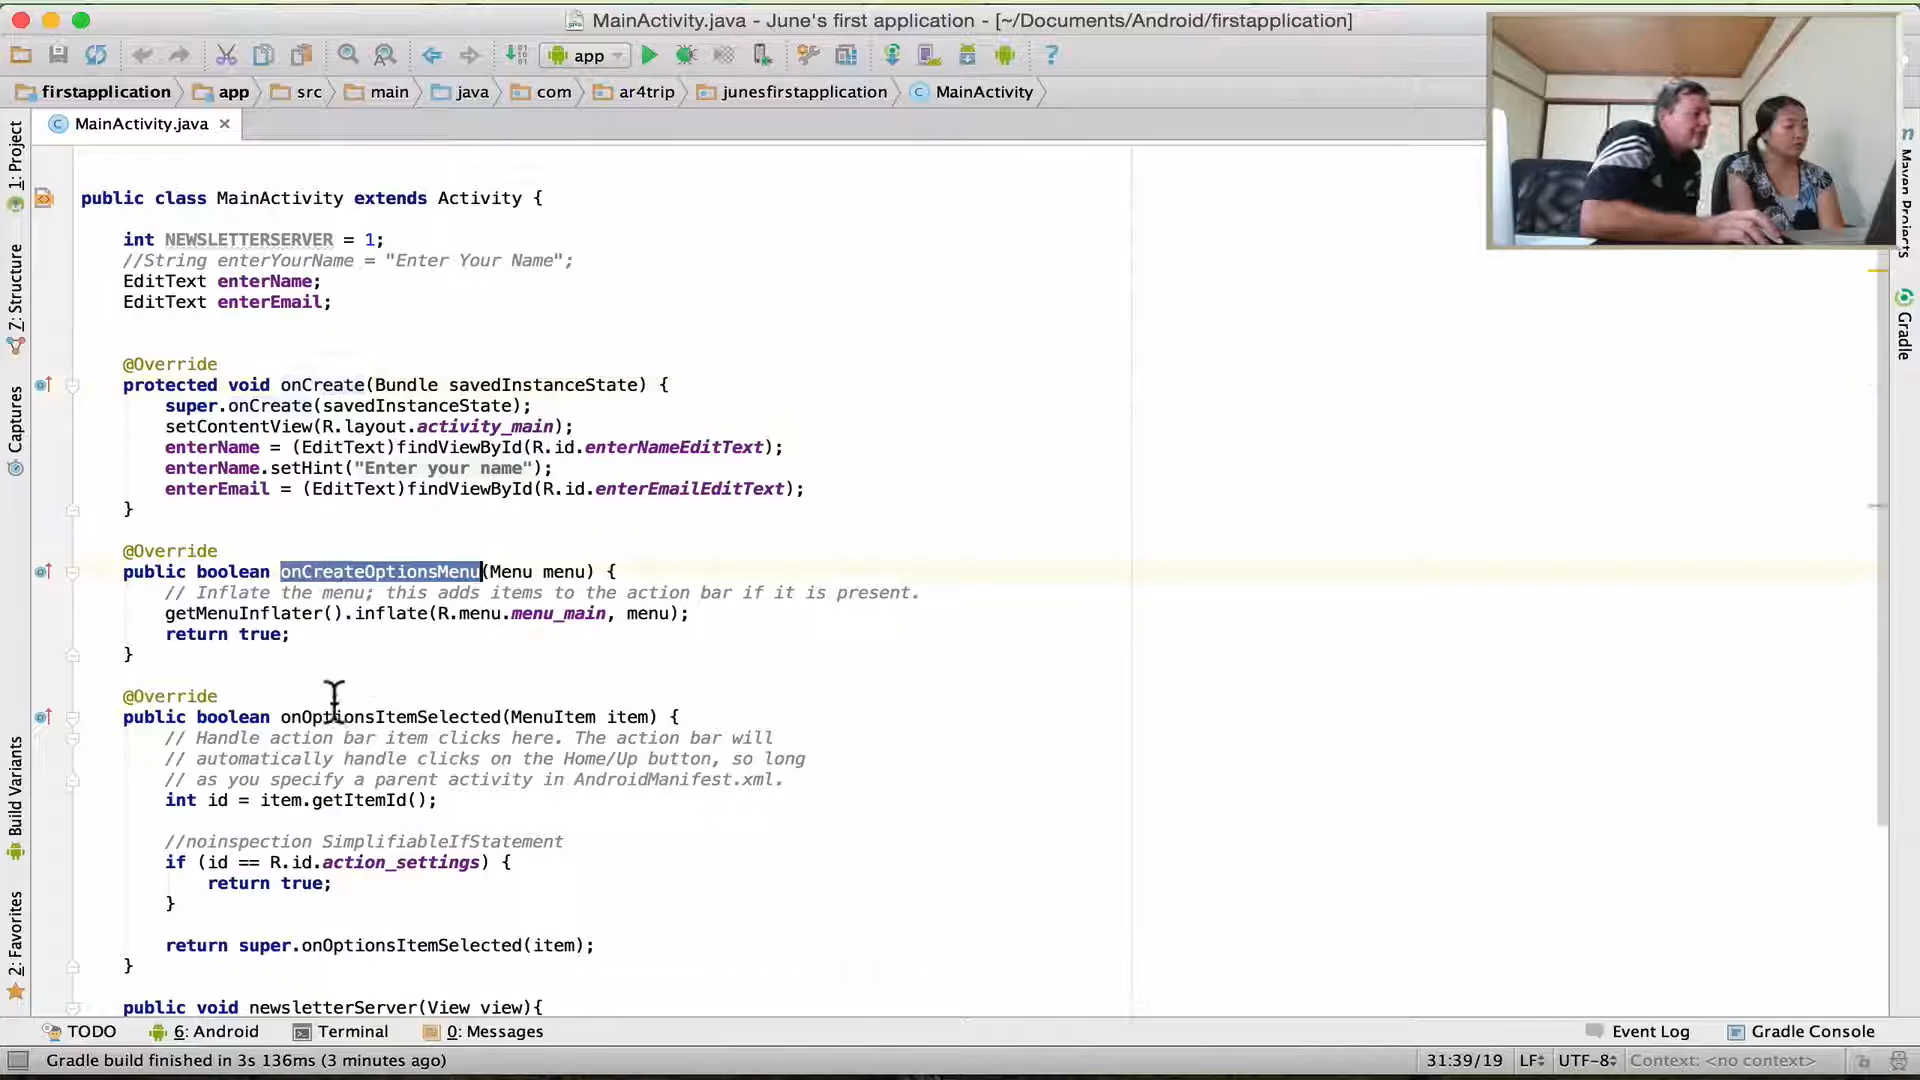 MainActivity.java - June's first application - [~/Documents/Android/firstapplication]
app
firstapplication app src main java com ar4trip junesfirstapplication MainActivity
MainActivity.java
1: Project
7: Structure
Captures
Build Variants
2: Favorites
public class MainActivity extends Activity {
int NEWSLETTERSERVER = 1;
//String enterYourName = "Enter Your Name";
EditText enterName;
EditText enterEmail;
@Override
protected void onCreate(Bundle savedInstanceState) {
super.onCreate(savedInstanceState);
setContentView(R.layout.activity_main);
enterName = (EditText)findViewById(R.id.enterNameEditText);
enterName.setHint("Enter your name");
enterEmail = (EditText)findViewById(R.id.enterEmailEditText);
}
@Override
public boolean onCreateOptionsMenu(Menu menu) {
// Inflate the menu; this adds items to the action bar if it is present.
getMenuInflater().inflate(R.menu.menu_main, menu);
return true;
}
@Override
public boolean onOptionsItemSelected(MenuItem item) {
// Handle action bar item clicks here. The action bar will
// automatically handle clicks on the Home/Up button, so long
// as you specify a parent activity in AndroidManifest.xml.
int id = item.getItemId();
//noinspection SimplifiableIfStatement
if (id == R.id.action_settings) {
return true;
}
return super.onOptionsItemSelected(item);
}
public void newsletterServer(View view){
Maven Projects
Gradle
TODO 6: Android Terminal 0: Messages Event Log Gradle Console
Gradle build finished in 3s 136ms (3 minutes ago) 31:39/19 LF UTF-8 Context: <no context>